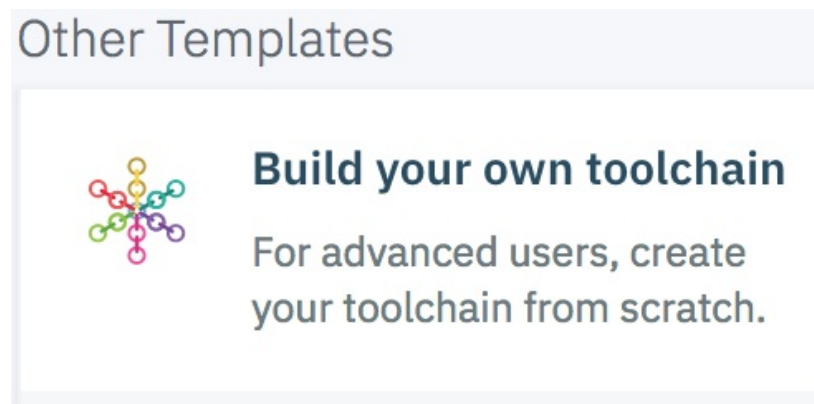 Other Templates
Build your own toolchain
For advanced users, create
your toolchain from scratch.